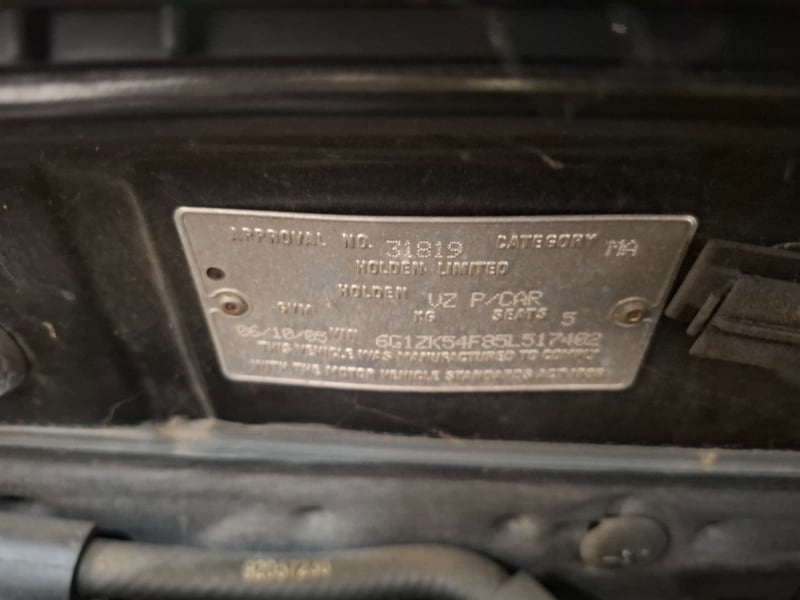 APPROVAL NO. 31819 CATEGORY MA
HOLDEN LIMITED
HOLDEN VZ P/CAR
GVM KG SEATS 5
06/10/05 VIN 6G1ZK54F85L517402
THIS VEHICLE WAS MANUFACTURED TO COMPLY
WITH THE MOTOR VEHICLE STANDARDS ACT 1989